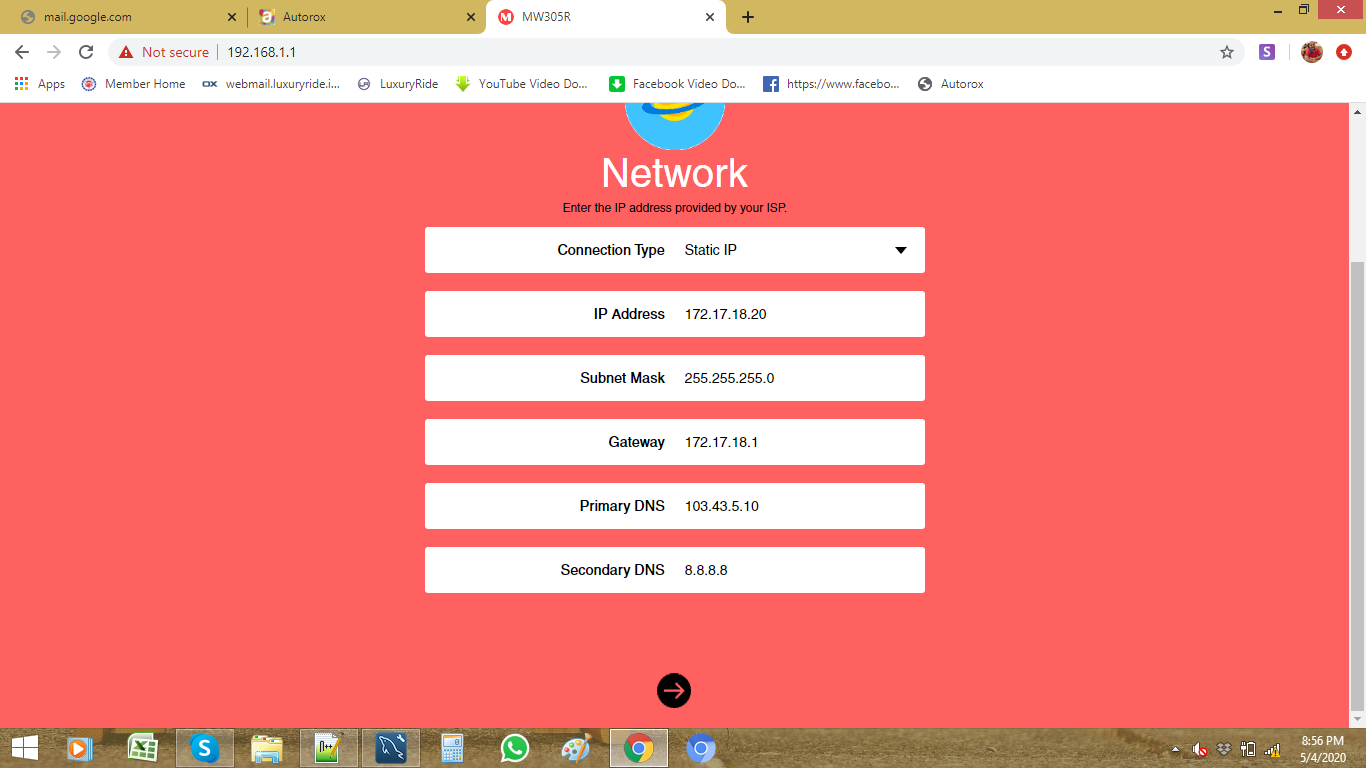 mail.google.com
Autorox
MW305R
Not secure
192.168.1.1
S
Apps
Member Home
OX webmail.luxuryride.i...
LuxuryRide
YouTube Video Do...
Facebook Video Do...
https://www.facebo...
Autorox
Network
Enter the IP address provided by your ISP.
Connection Type Static IP
IP Address 172.17.18.20
Subnet Mask 255.255.255.0
Gateway 172.17.18.1
Primary DNS 103.43.5.10
Secondary DNS 8.8.8.8
8:56 PM
5/4/2020